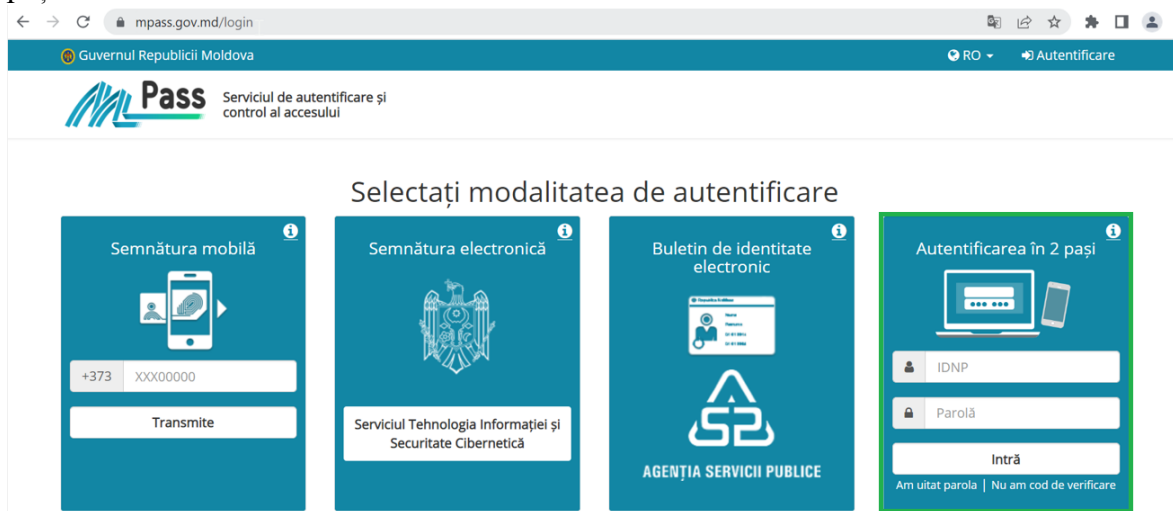 mpass.gov.md/login
Guvernul Republicii Moldova
RO
Autentificare
Pass
Serviciul de autentificare și
control al accesului
Selectați modalitatea de autentificare
Semnătura mobilă
+373
XXX00000
Transmite
Semnătura electronică
Serviciul Tehnologia Informației și
Securitate Cibernetică
Buletin de identitate
electronic
AGENȚIA SERVICII PUBLICE
Autentificarea în 2 pași
IDNP
Parolă
Intră
Am uitat parola | Nu am cod de verificare